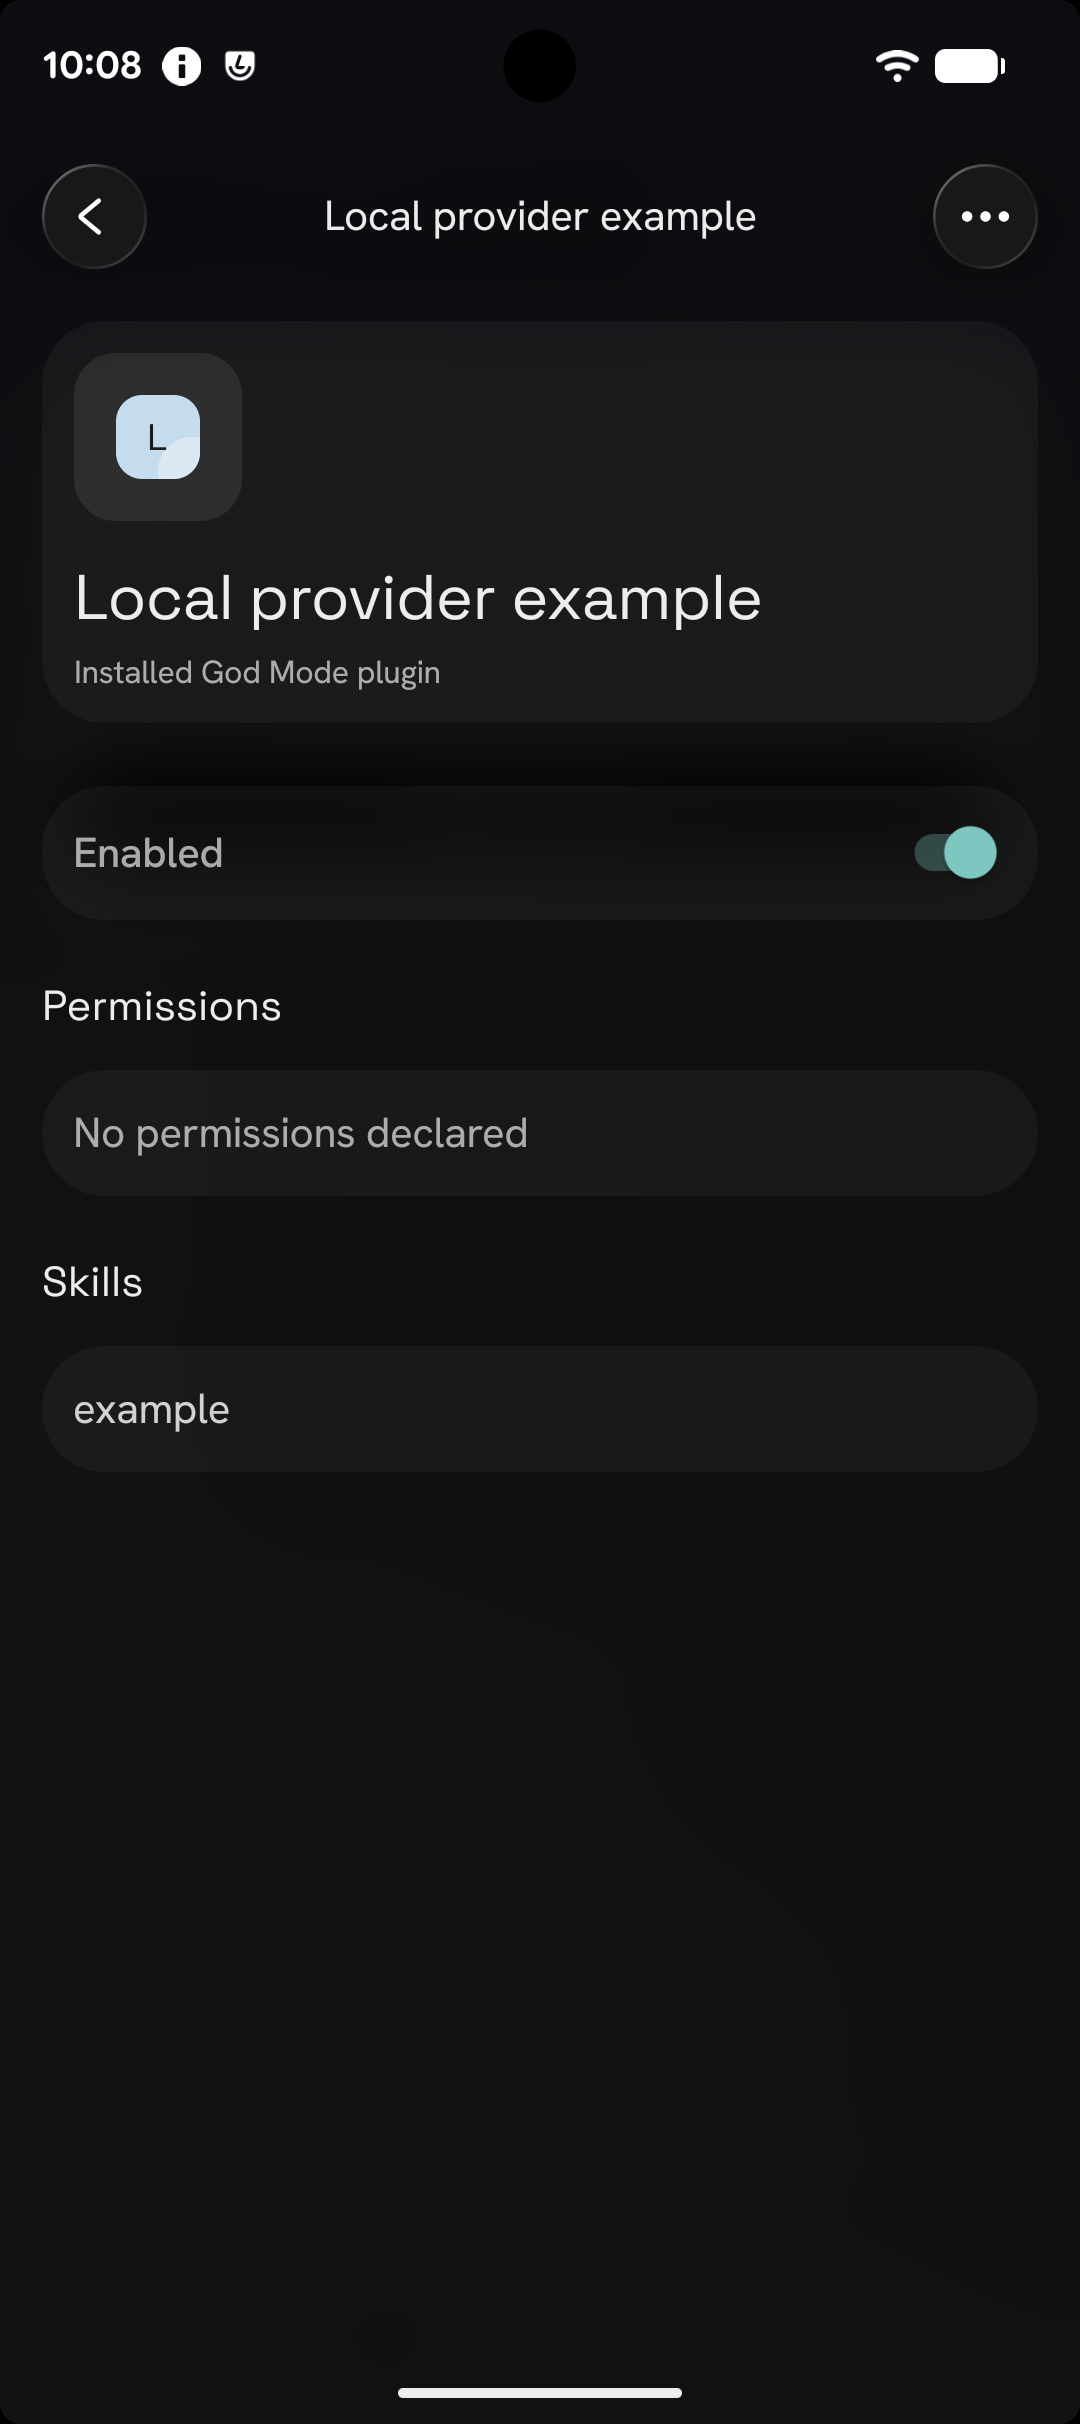 10:08
Local provider example
L
Local provider example
Installed God Mode plugin
Enabled
Permissions
No permissions declared
Skills
example